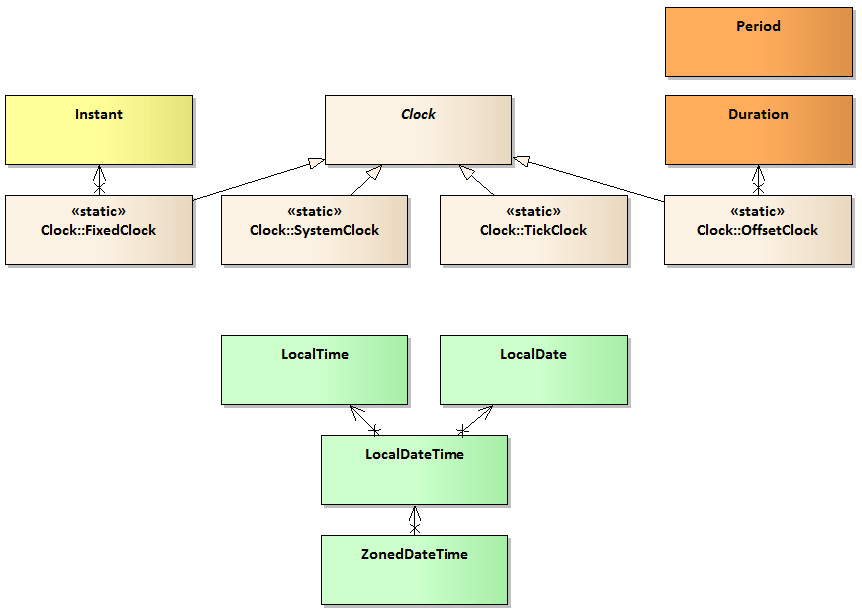 Period
Instant
Clock
Duration
«static»
Clock::FixedClock
«static»
Clock::SystemClock
«static»
Clock::TickClock
«static»
Clock::OffsetClock
LocalTime
LocalDate
LocalDateTime
ZonedDateTime